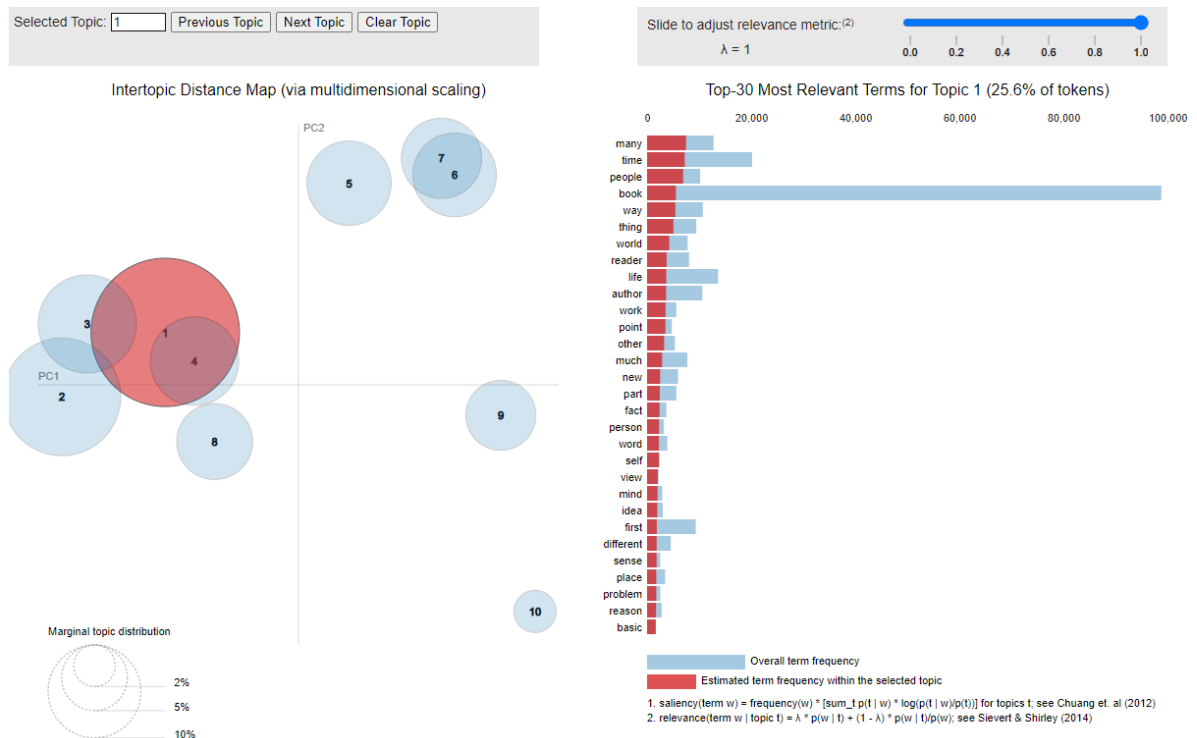 Selected Topic: 1 Previous Topic Next Topic Clear Topic
Slide to adjust relevance metric:(2)
λ = 1
0.0 0.2 0.4 0.6 0.8 1.0
Intertopic Distance Map (via multidimensional scaling)
PC2
PC1
7
6
5
3
1
4
2
8
9
10
Marginal topic distribution
2%
5%
10%
Top-30 Most Relevant Terms for Topic 1 (25.6% of tokens)
0 20,000 40,000 60,000 80,000 100,000
many
time
people
book
way
thing
world
reader
life
author
work
point
other
much
new
part
fact
person
word
self
view
mind
idea
first
different
sense
place
problem
reason
basic
Overall term frequency
Estimated term frequency within the selected topic
1. saliency(term w) = frequency(w) * [sum_t p(t | w) * log(p(t | w)/p(t))] for topics t; see Chuang et. al (2012)
2. relevance(term w | topic t) = λ * p(w | t) + (1 - λ) * p(w | t)/p(w); see Sievert & Shirley (2014)